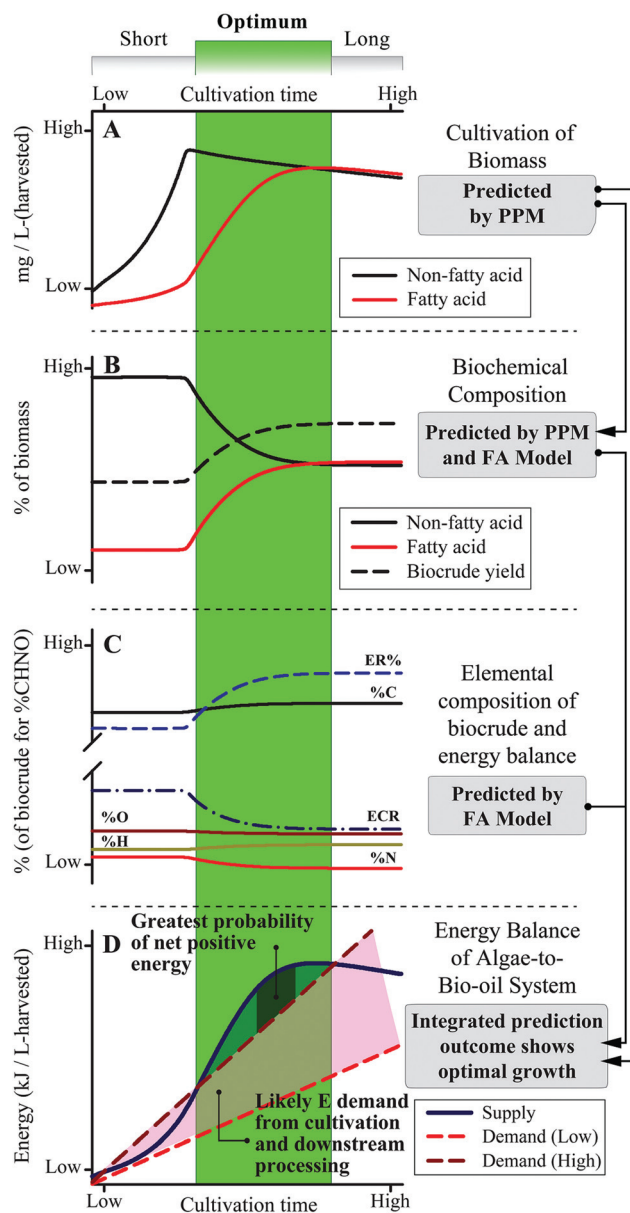 Optimum
Short
Long
Low
Cultivation time
High
A
High
Low
mg / L-(harvested)
Non-fatty acid
Fatty acid
Cultivation of
Biomass
Predicted
by PPM
B
High
Low
% of biomass
Non-fatty acid
Fatty acid
Biocrude yield
Biochemical
Composition
Predicted by PPM
and FA Model
C
High
Low
% (of biocrude for %CHNO)
ER%
%C
%O
ECR
%H
%N
Elemental
composition of
biocrude and
energy balance
Predicted by
FA Model
D
High
Low
Energy (kJ / L-harvested)
Greatest probability
of net positive
energy
Likely E demand
from cultivation
and downstream
processing
Energy Balance
of Algae-to-
Bio-oil System
Integrated prediction
outcome shows
optimal growth
Supply
Demand (Low)
Demand (High)
Low
Cultivation time
High